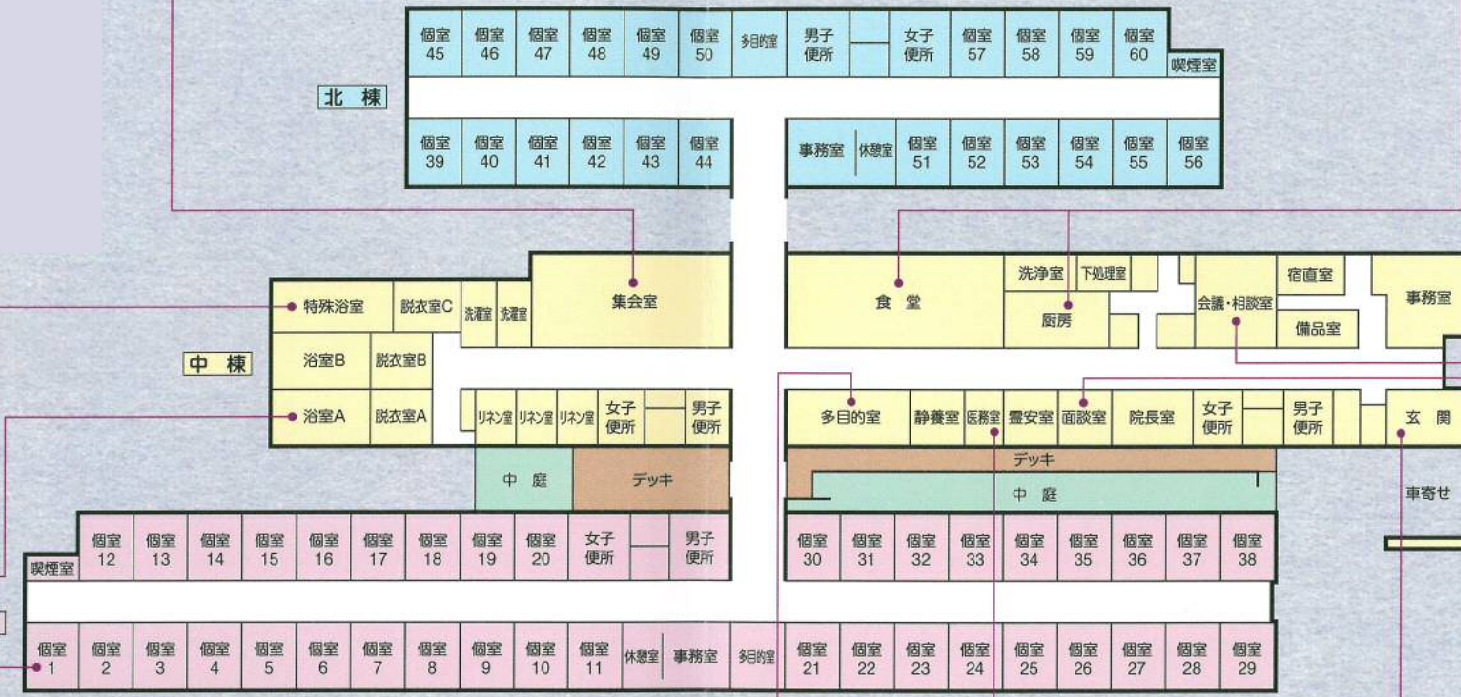 個室 45
個室 46
個室 47
個室 48
個室 49
個室 50
多目的室
男子便所
女子便所
個室 57
個室 58
個室 59
個室 60
喫煙室
北 棟
個室 39
個室 40
個室 41
個室 42
個室 43
個室 44
事務室
休憩室
個室 51
個室 52
個室 53
個室 54
個室 55
個室 56
特殊浴室
脱衣室C
洗濯室
洗濯室
集会室
食 堂
洗浄室
下処理室
厨房
会議・相談室
宿直室
備品室
事務室
中 棟
浴室B
脱衣室B
浴室A
脱衣室A
リネン室
リネン室
リネン室
女子便所
男子便所
多目的室
静養室
医務室
霊安室
面談室
院長室
女子便所
男子便所
玄 関
中 庭
デッキ
デッキ
中 庭
車寄せ
喫煙室
個室 12
個室 13
個室 14
個室 15
個室 16
個室 17
個室 18
個室 19
個室 20
女子便所
男子便所
個室 30
個室 31
個室 32
個室 33
個室 34
個室 35
個室 36
個室 37
個室 38
個室 1
個室 2
個室 3
個室 4
個室 5
個室 6
個室 7
個室 8
個室 9
個室 10
個室 11
休憩室
事務室
多目的室
個室 21
個室 22
個室 23
個室 24
個室 25
個室 26
個室 27
個室 28
個室 29